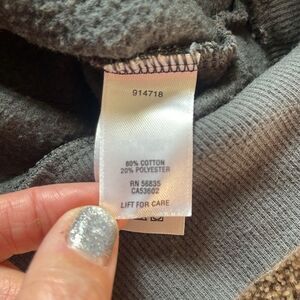 914718
80% COTTON
20% POLYESTER
RN 56835
CA53602
LIFT FOR CARE